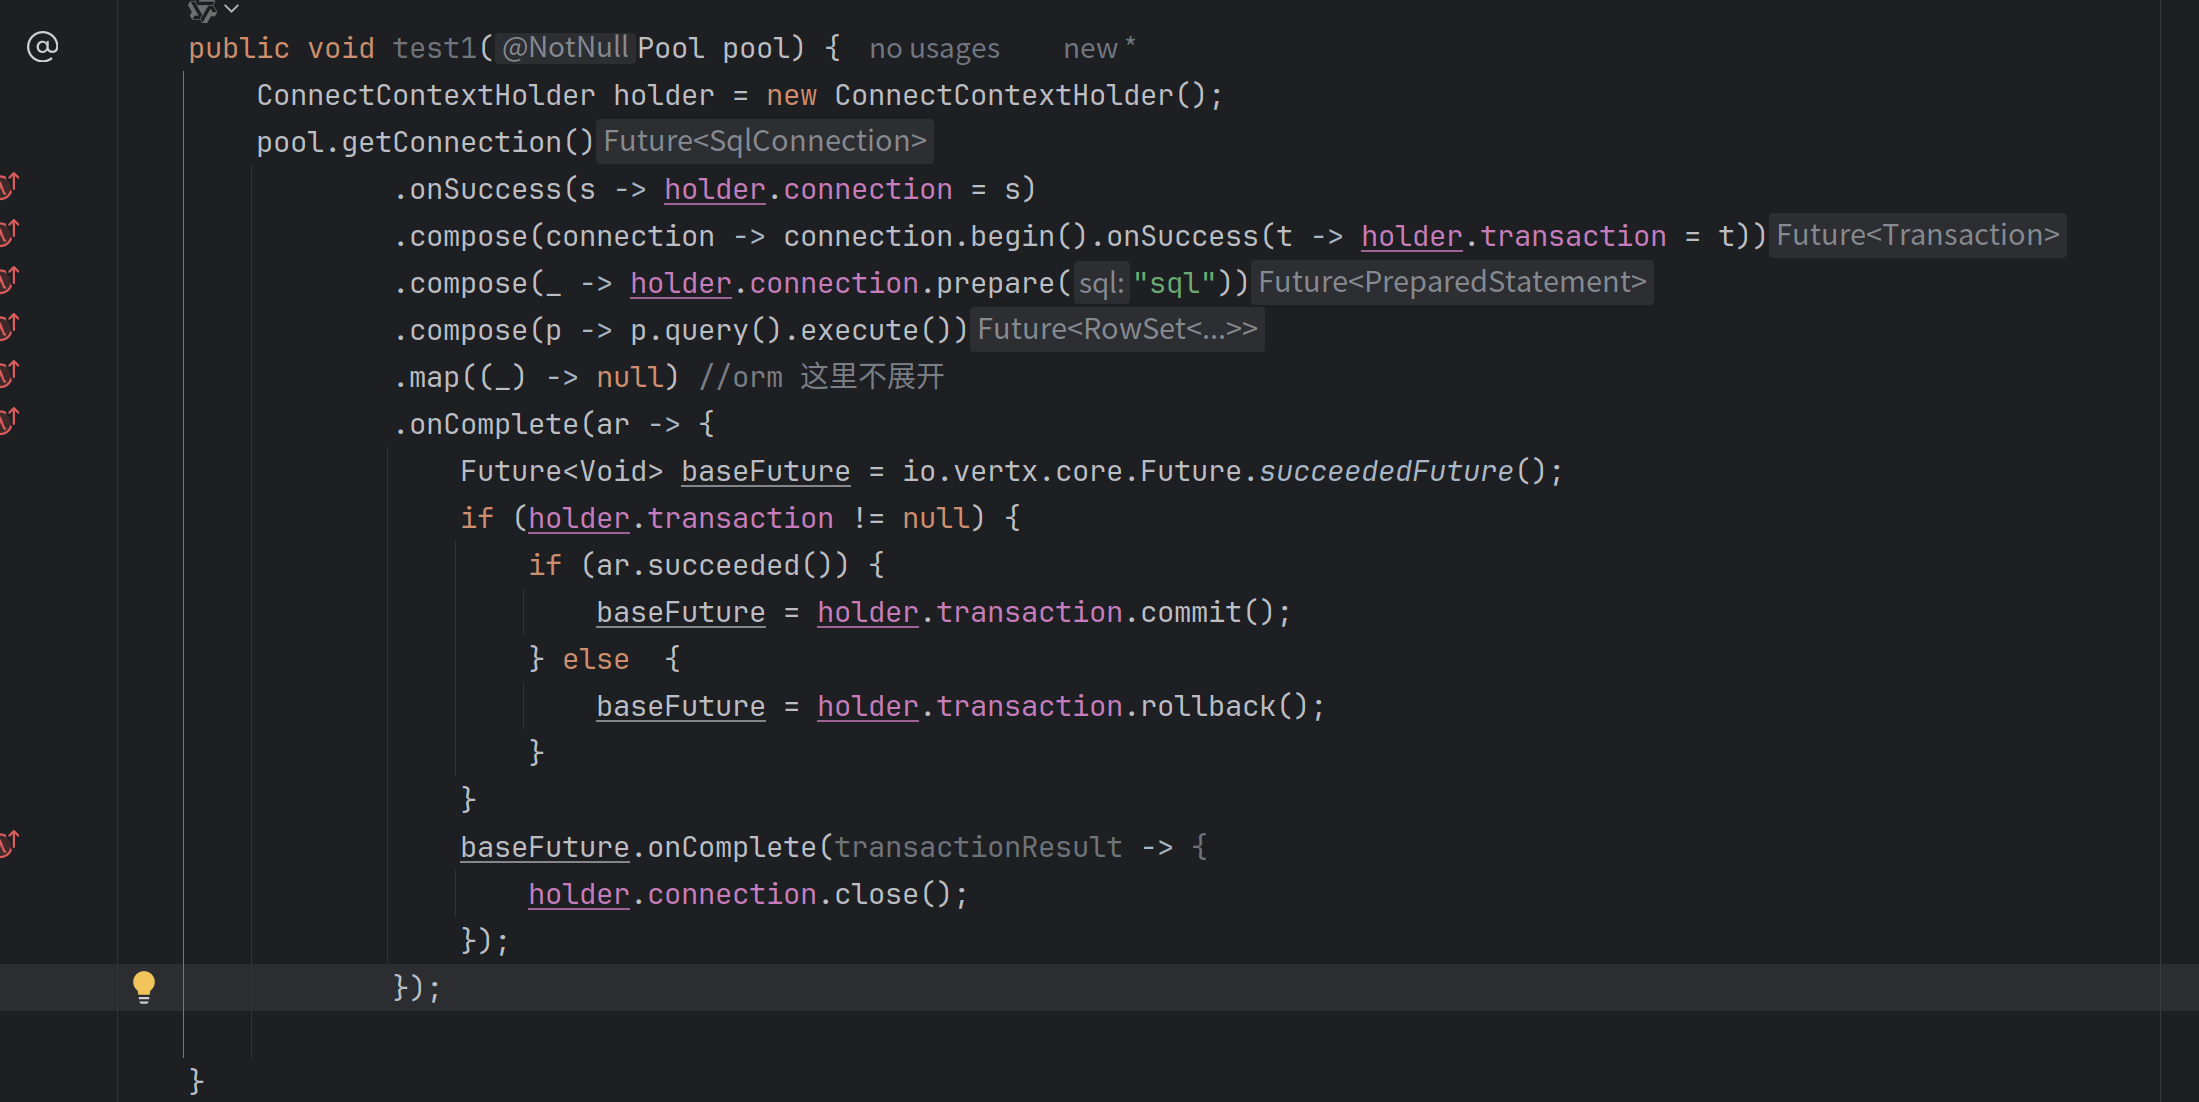 public void test1(@NotNull Pool pool) { no usages new *
ConnectContextHolder holder = new ConnectContextHolder();
pool.getConnection() Future<SqlConnection>
.onSuccess(s -> holder.connection = s)
.compose(connection -> connection.begin().onSuccess(t -> holder.transaction = t)) Future<Transaction>
.compose(_ -> holder.connection.prepare( sql: "sql")) Future<PreparedStatement>
.compose(p -> p.query().execute()) Future<RowSet<...>>
.map((_) -> null) //orm 这里不展开
.onComplete(ar -> {
Future<Void> baseFuture = io.vertx.core.Future.succeededFuture();
if (holder.transaction != null) {
if (ar.succeeded()) {
baseFuture = holder.transaction.commit();
} else  {
baseFuture = holder.transaction.rollback();
}
}
baseFuture.onComplete(transactionResult -> {
holder.connection.close();
});
});
}